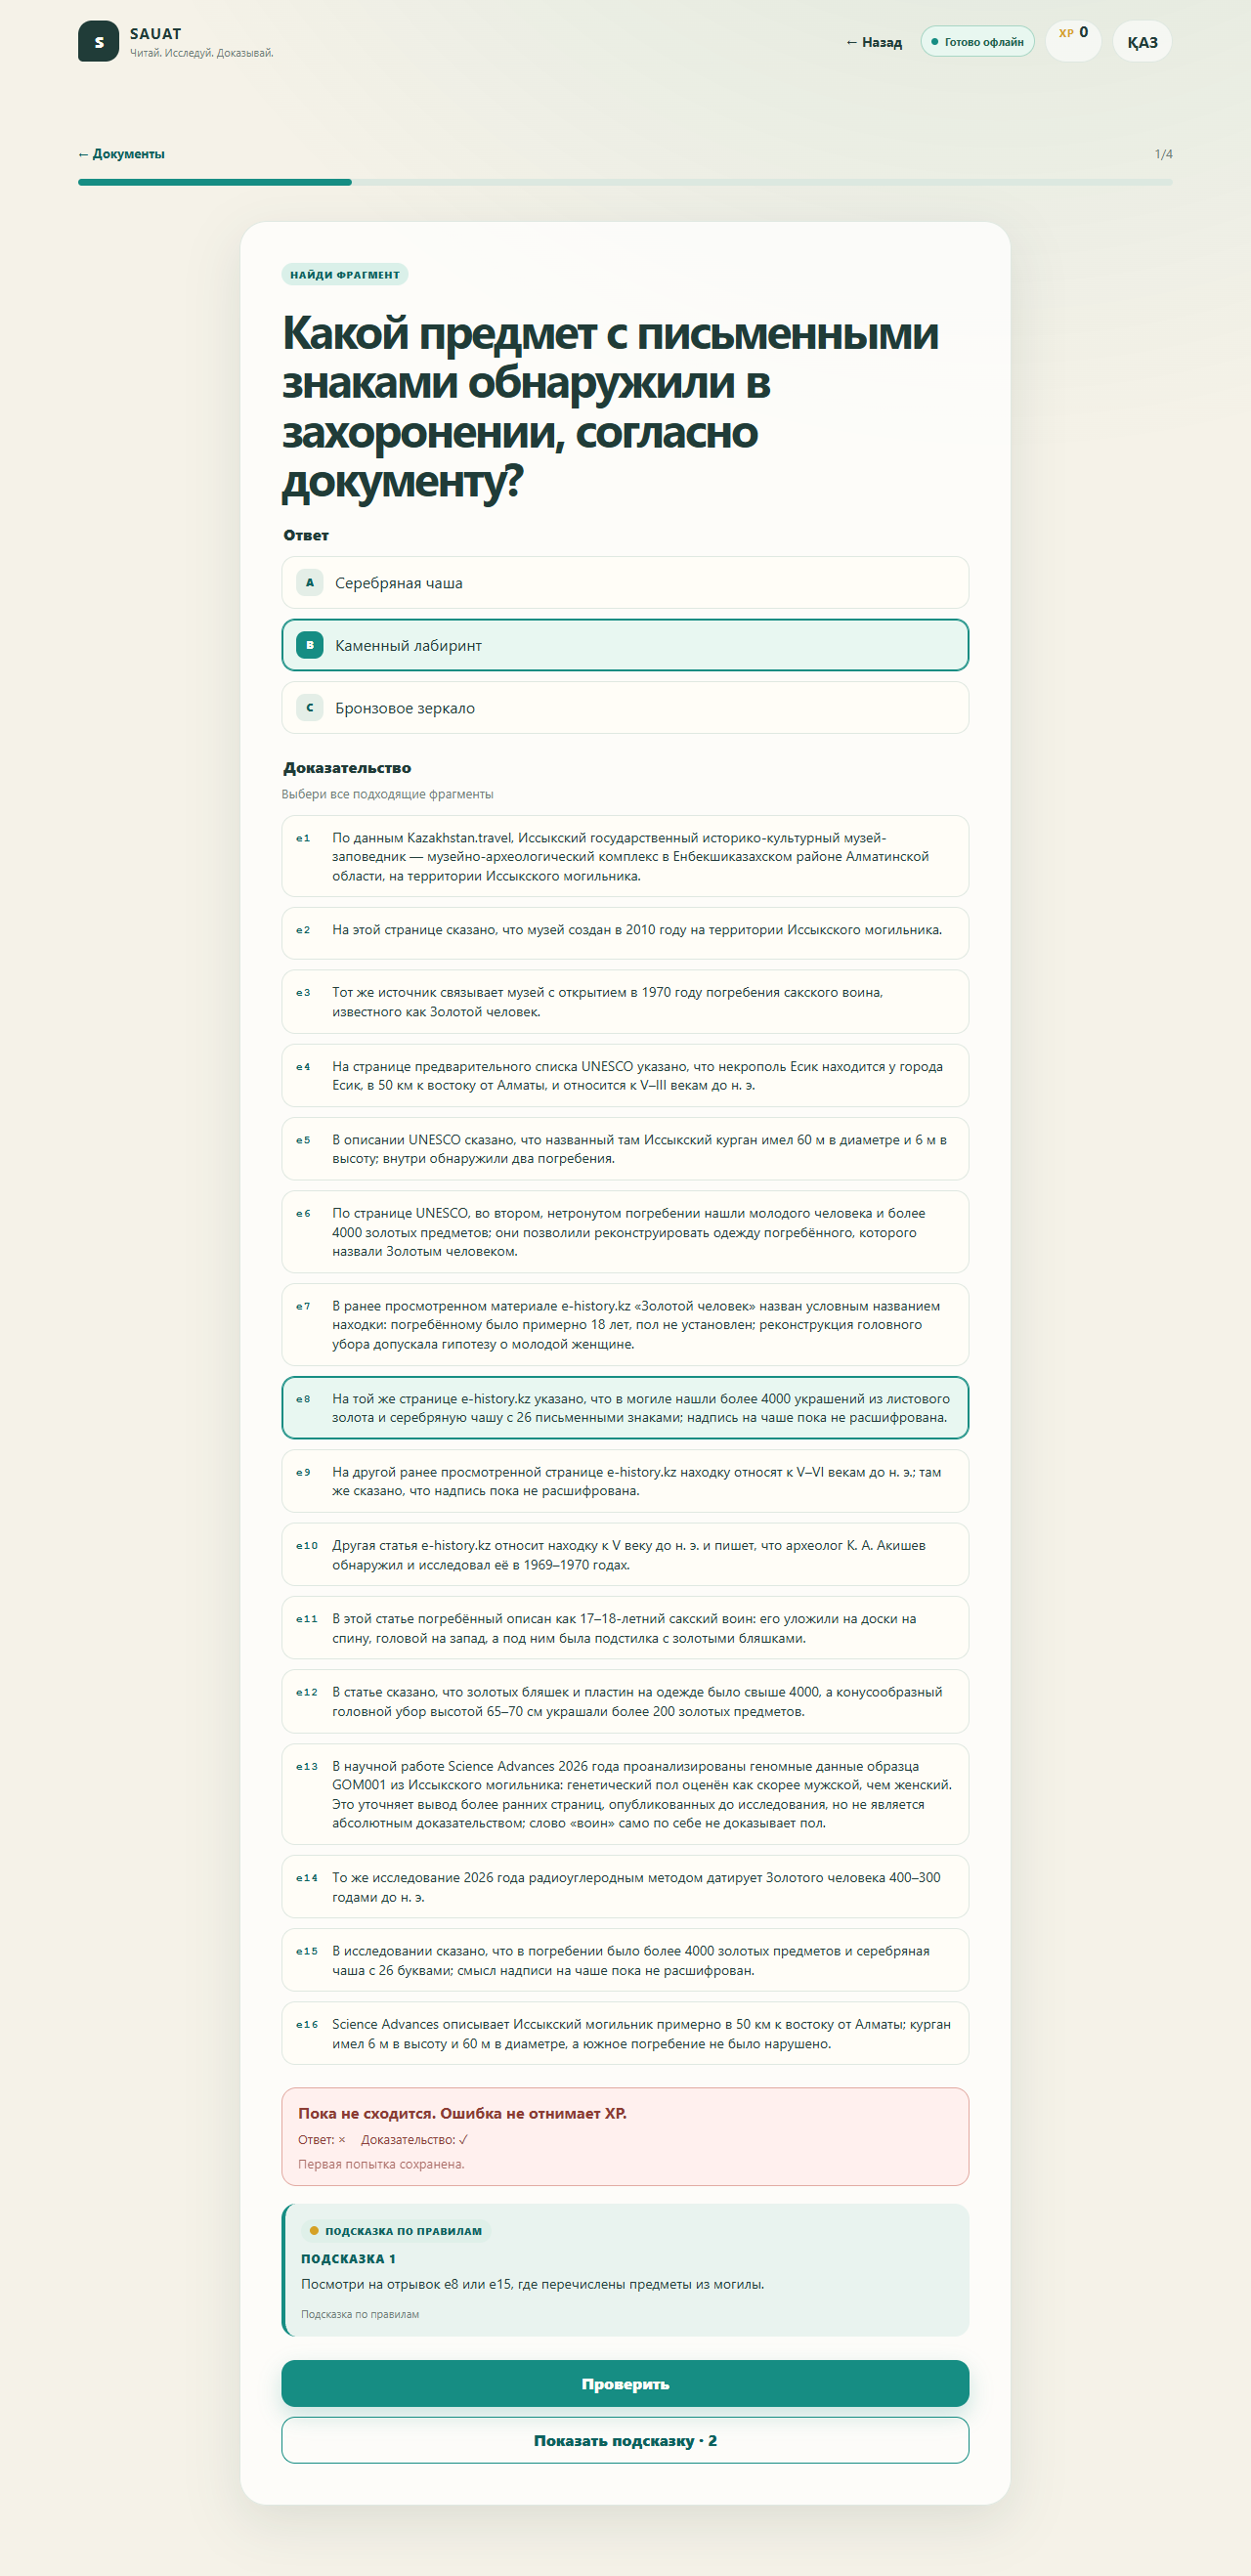 S
SAUAT
Читай. Исследуй. Доказывай.
← Назад
Готово офлайн
XP 0
ҚАЗ
← Документы
1/4
НАЙДИ ФРАГМЕНТ
Какой предмет с письменными
знаками обнаружили в
захоронении, согласно
документу?
Ответ
A Серебряная чаша
B Каменный лабиринт
C Бронзовое зеркало
Доказательство
Выбери все подходящие фрагменты
e1 По данным Kazakhstan.travel, Иссыкский государственный историко-культурный музей-
заповедник — музейно-археологический комплекс в Енбекшиказахском районе Алматинской
области, на территории Иссыкского могильника.
e2 На этой странице сказано, что музей создан в 2010 году на территории Иссыкского могильника.
e3 Тот же источник связывает музей с открытием в 1970 году погребения сакского воина,
известного как Золотой человек.
e4 На странице предварительного списка UNESCO указано, что некрополь Есик находится у города
Есик, в 50 км к востоку от Алматы, и относится к V–III векам до н. э.
e5 В описании UNESCO сказано, что названный там Иссыкский курган имел 60 м в диаметре и 6 м в
высоту; внутри обнаружили два погребения.
e6 По странице UNESCO, во втором, нетронутом погребении нашли молодого человека и более
4000 золотых предметов; они позволили реконструировать одежду погребённого, которого
назвали Золотым человеком.
e7 В ранее просмотренном материале e-history.kz «Золотой человек» назван условным названием
находки: погребённому было примерно 18 лет, пол не установлен; реконструкция головного
убора допускала гипотезу о молодой женщине.
e8 На той же странице e-history.kz указано, что в могиле нашли более 4000 украшений из листового
золота и серебряную чашу с 26 письменными знаками; надпись на чаше пока не расшифрована.
e9 На другой ранее просмотренной странице e-history.kz находку относят к V–VI векам до н. э.; там
же сказано, что надпись пока не расшифрована.
e10 Другая статья e-history.kz относит находку к V веку до н. э. и пишет, что археолог К. А. Акишев
обнаружил и исследовал её в 1969–1970 годах.
e11 В этой статье погребённый описан как 17–18-летний сакский воин: его уложили на доски на
спину, головой на запад, а под ним была подстилка с золотыми бляшками.
e12 В статье сказано, что золотых бляшек и пластин на одежде было свыше 4000, а конусообразный
головной убор высотой 65–70 см украшали более 200 золотых предметов.
e13 В научной работе Science Advances 2026 года проанализированы геномные данные образца
GOM001 из Иссыкского могильника: генетический пол оценён как скорее мужской, чем женский.
Это уточняет вывод более ранних страниц, опубликованных до исследования, но не является
абсолютным доказательством; слово «воин» само по себе не доказывает пол.
e14 То же исследование 2026 года радиоуглеродным методом датирует Золотого человека 400–300
годами до н. э.
e15 В исследовании сказано, что в погребении было более 4000 золотых предметов и серебряная
чаша с 26 буквами; смысл надписи на чаше пока не расшифрован.
e16 Science Advances описывает Иссыкский могильник примерно в 50 км к востоку от Алматы; курган
имел 6 м в высоту и 60 м в диаметре, а южное погребение не было нарушено.
Пока не сходится. Ошибка не отнимает XP.
Ответ: × Доказательство: ✓
Первая попытка сохранена.
ПОДСКАЗКА ПО ПРАВИЛАМ
ПОДСКАЗКА 1
Посмотри на отрывок e8 или e15, где перечислены предметы из могилы.
Подсказка по правилам
Проверить
Показать подсказку · 2